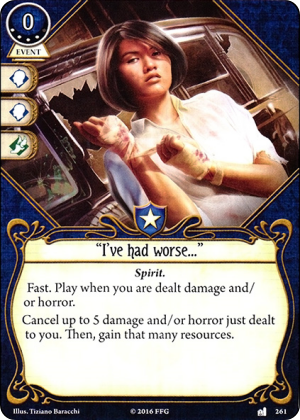 0
EVENT
"I've had worse..."
Spirit.
Fast. Play when you are dealt damage and/
or horror.
Cancel up to 5 damage and/or horror just dealt
to you. Then, gain that many resources.
Illus. Tiziano Baracchi
© 2016 FFG
261